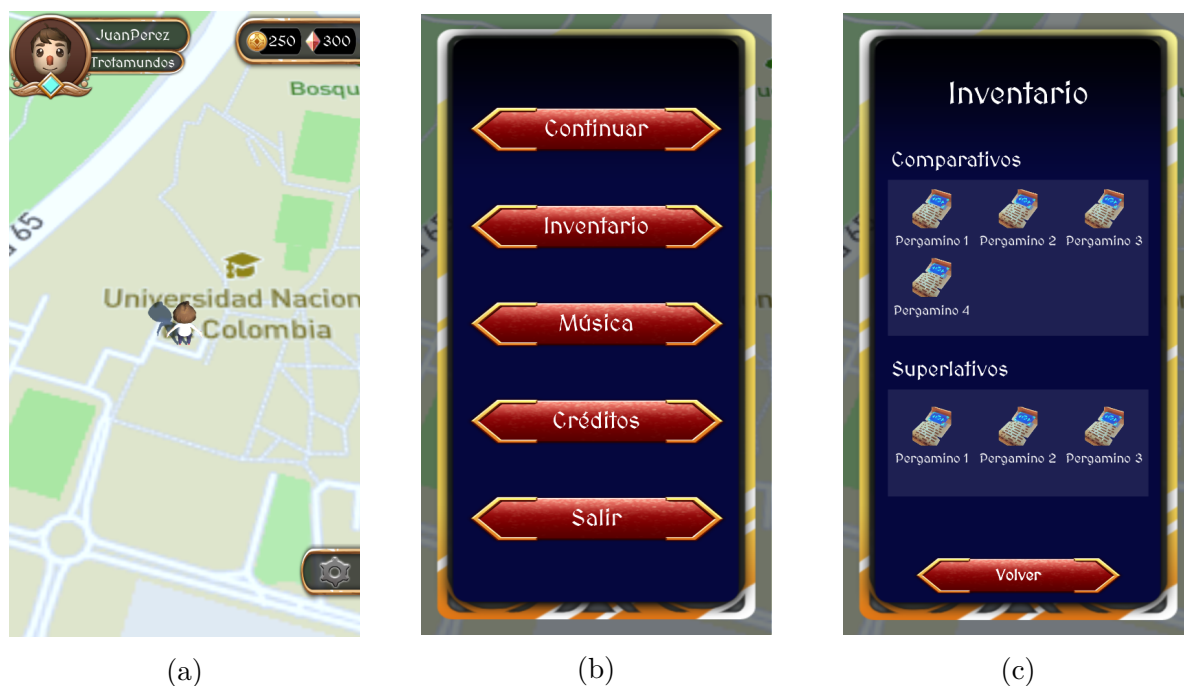 JuanPerez
Trotamundos
250 300
Bosqu
65
Universidad Nacion
Colombia
(a)
Continuar
Inventario
Música
Créditos
Salir
(b)
Inventario
Comparativos
Pergamino 1 Pergamino 2 Pergamino 3
Pergamino 4
Superlativos
Pergamino 1 Pergamino 2 Pergamino 3
Volver
(c)